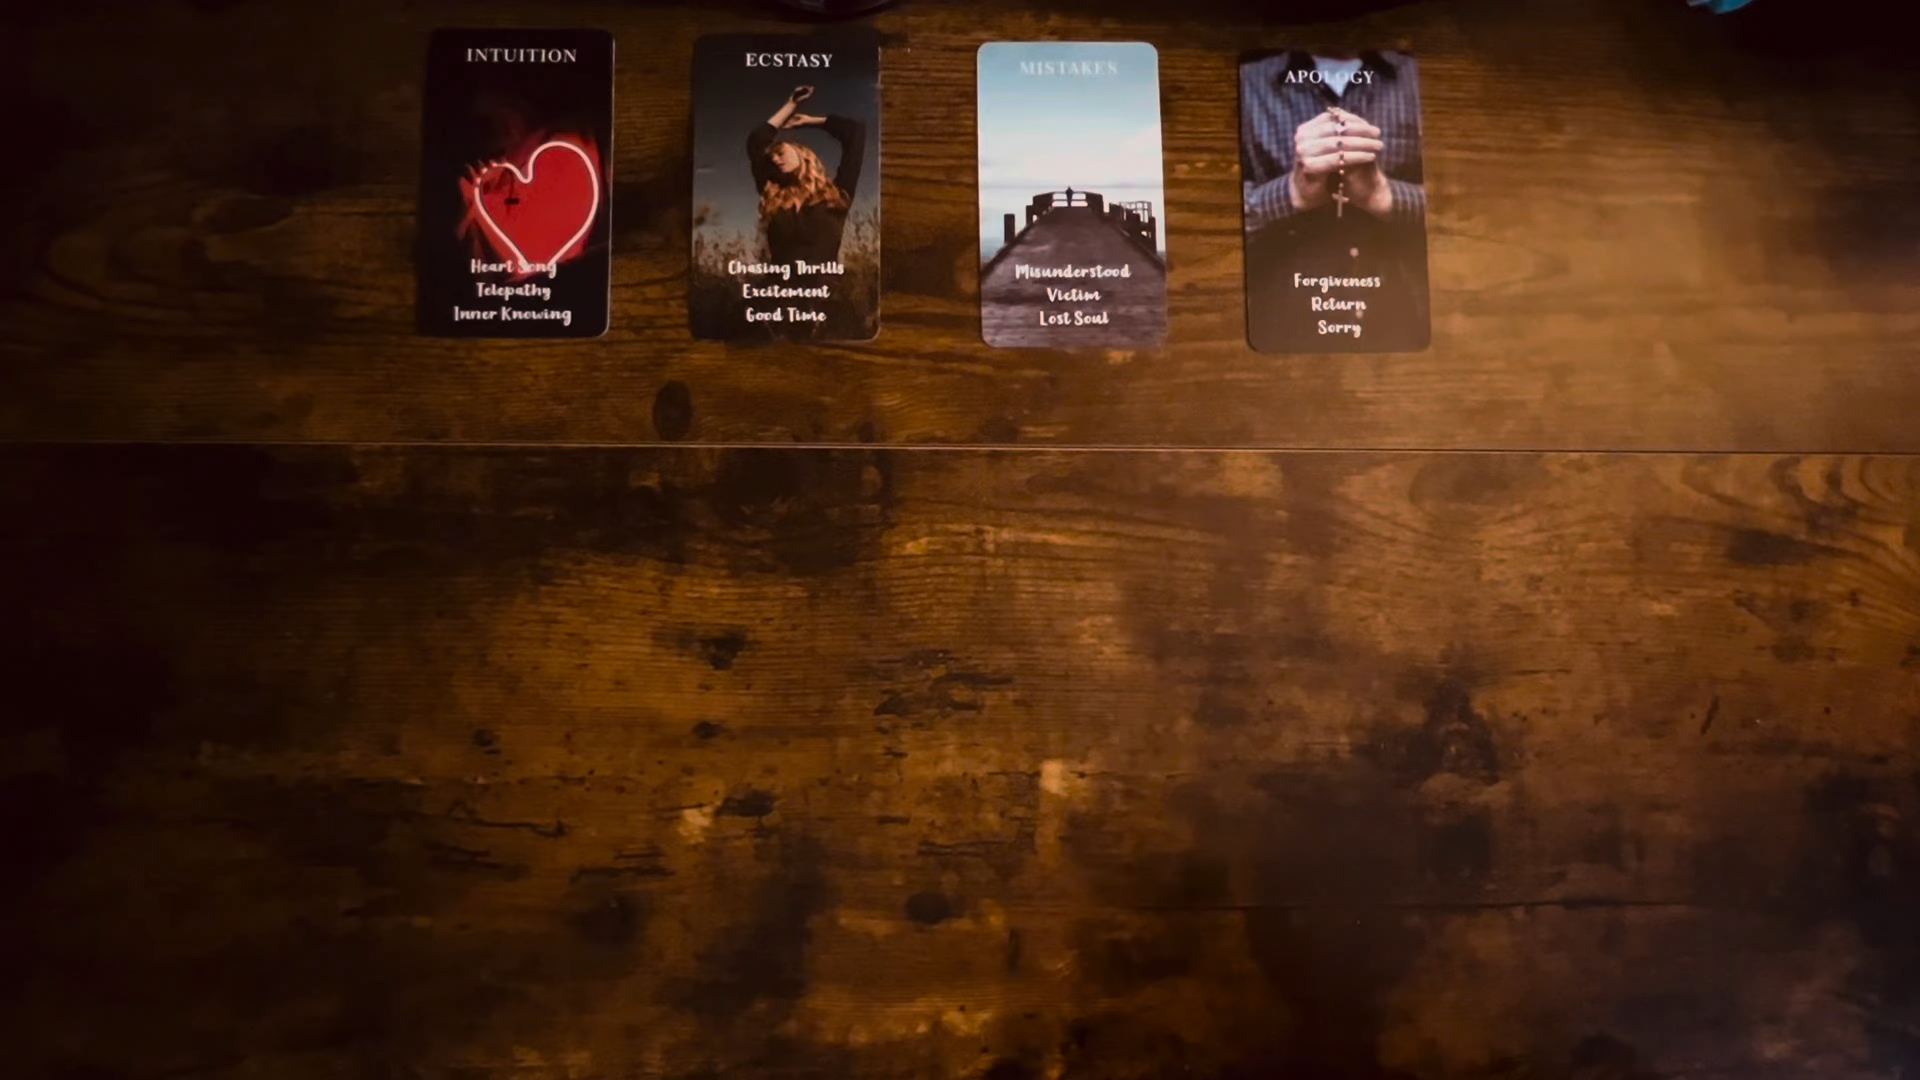 INTUITION
Heart Song
Telepathy
Inner Knowing
ECSTASY
Chasing Thrills
Excitement
Good Time
MISTAKES
Misunderstood
Victim
Lost Soul
APOLOGY
Forgiveness
Return
Sorry